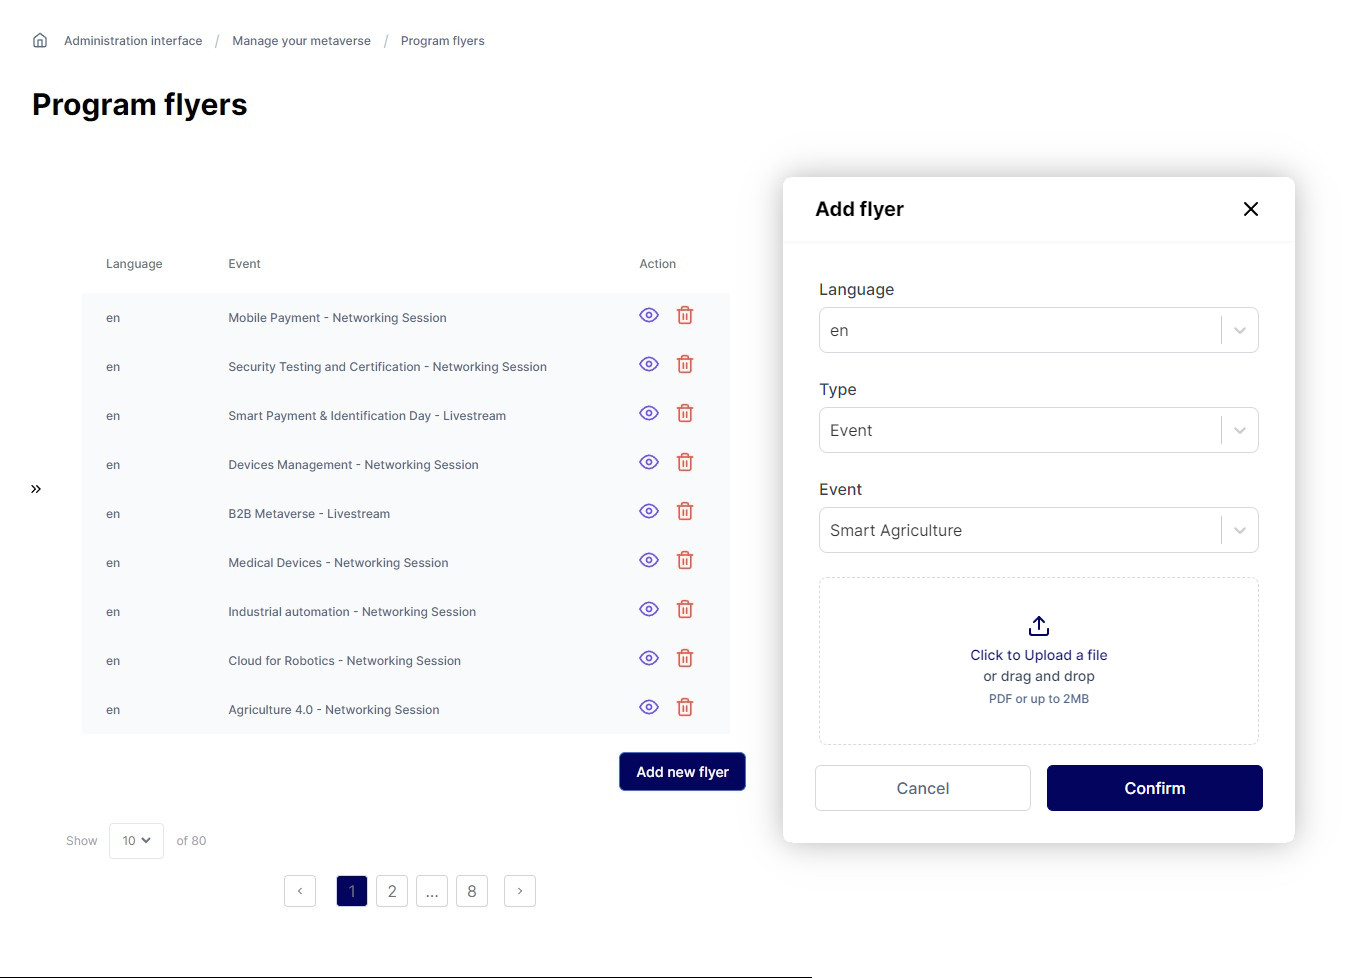 Administration interface / Manage your metaverse / Program flyers
Program flyers
Language Event Action
en Mobile Payment - Networking Session
en Security Testing and Certification - Networking Session
en Smart Payment & Identification Day - Livestream
en Devices Management - Networking Session
en B2B Metaverse - Livestream
en Medical Devices - Networking Session
en Industrial automation - Networking Session
en Cloud for Robotics - Networking Session
en Agriculture 4.0 - Networking Session
Add new flyer
Show 10 of 80
1 2 ... 8
Add flyer
Language
en
Type
Event
Event
Smart Agriculture
Click to Upload a file
or drag and drop
PDF or up to 2MB
Cancel Confirm